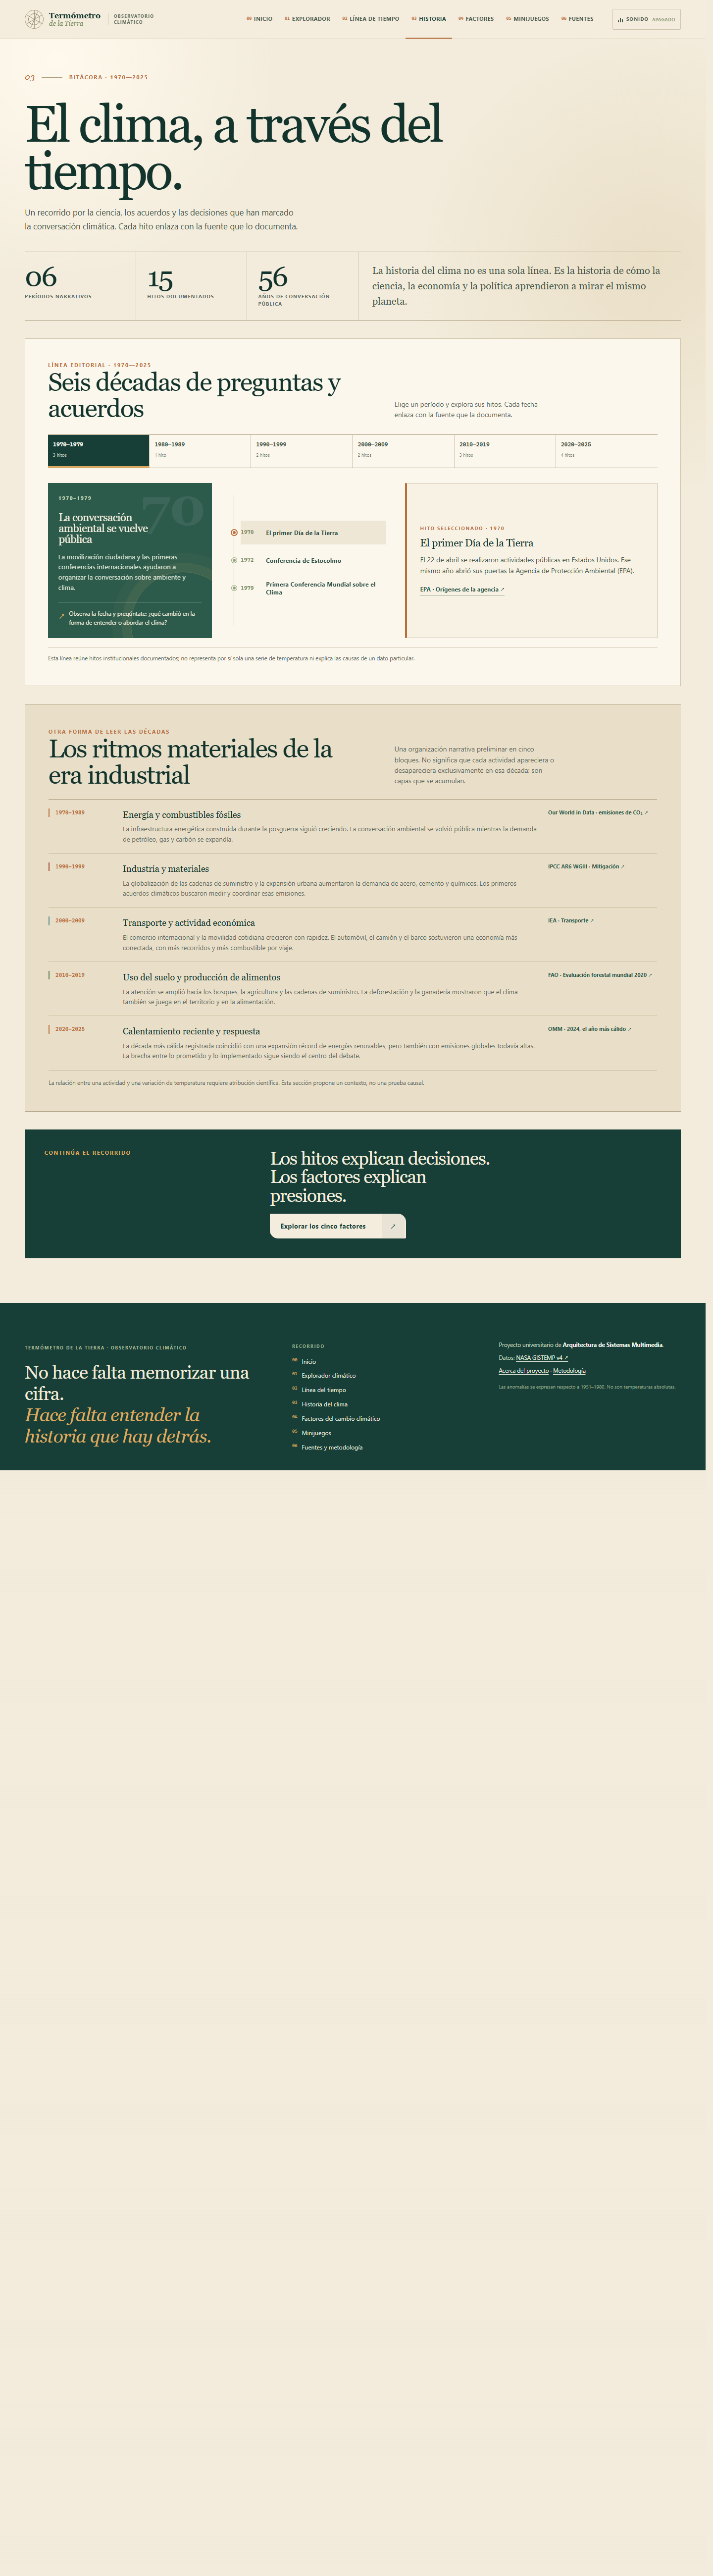 Termómetro
de la Tierra
OBSERVATORIO
CLIMÁTICO
00 INICIO
01 EXPLORADOR
02 LÍNEA DE TIEMPO
03 HISTORIA
04 FACTORES
05 MINIJUEGOS
06 FUENTES
SONIDO APAGADO
03 BITÁCORA · 1970—2025
El clima, a través del
tiempo.
Un recorrido por la ciencia, los acuerdos y las decisiones que han marcado
la conversación climática. Cada hito enlaza con la fuente que lo documenta.
06
PERÍODOS NARRATIVOS
15
HITOS DOCUMENTADOS
56
AÑOS DE CONVERSACIÓN
PÚBLICA
La historia del clima no es una sola línea. Es la historia de cómo la
ciencia, la economía y la política aprendieron a mirar el mismo
planeta.
LÍNEA EDITORIAL · 1970—2025
Seis décadas de preguntas y
acuerdos
Elige un período y explora sus hitos. Cada fecha
enlaza con la fuente que la documenta.
1970–1979
3 hitos
1980–1989
1 hito
1990–1999
2 hitos
2000–2009
2 hitos
2010–2019
3 hitos
2020–2025
4 hitos
70
1970–1979
La conversación
ambiental se vuelve
pública
La movilización ciudadana y las primeras
conferencias internacionales ayudaron a
organizar la conversación sobre ambiente y
clima.
↗ Observa la fecha y pregúntate: ¿qué cambió en la
forma de entender o abordar el clima?
1970 El primer Día de la Tierra
1972 Conferencia de Estocolmo
1979 Primera Conferencia Mundial sobre el
Clima
HITO SELECCIONADO · 1970
El primer Día de la Tierra
El 22 de abril se realizaron actividades públicas en Estados Unidos. Ese
mismo año abrió sus puertas la Agencia de Protección Ambiental (EPA).
EPA · Orígenes de la agencia ↗
Esta línea reúne hitos institucionales documentados; no representa por sí sola una serie de temperatura ni explica las causas de un dato particular.
OTRA FORMA DE LEER LAS DÉCADAS
Los ritmos materiales de la
era industrial
Una organización narrativa preliminar en cinco
bloques. No significa que cada actividad apareciera o
desapareciera exclusivamente en esa década: son
capas que se acumulan.
1970–1989
Energía y combustibles fósiles
La infraestructura energética construida durante la posguerra siguió creciendo. La conversación ambiental se volvió pública mientras la demanda
de petróleo, gas y carbón se expandía.
Our World in Data · emisiones de CO₂ ↗
1990–1999
Industria y materiales
La globalización de las cadenas de suministro y la expansión urbana aumentaron la demanda de acero, cemento y químicos. Los primeros
acuerdos climáticos buscaron medir y coordinar esas emisiones.
IPCC AR6 WGIII · Mitigación ↗
2000–2009
Transporte y actividad económica
El comercio internacional y la movilidad cotidiana crecieron con rapidez. El automóvil, el camión y el barco sostuvieron una economía más
conectada, con más recorridos y más combustible por viaje.
IEA · Transporte ↗
2010–2019
Uso del suelo y producción de alimentos
La atención se amplió hacia los bosques, la agricultura y las cadenas de suministro. La deforestación y la ganadería mostraron que el clima
también se juega en el territorio y en la alimentación.
FAO · Evaluación forestal mundial 2020 ↗
2020–2025
Calentamiento reciente y respuesta
La década más cálida registrada coincidió con una expansión récord de energías renovables, pero también con emisiones globales todavía altas.
La brecha entre lo prometido y lo implementado sigue siendo el centro del debate.
OMM · 2024, el año más cálido ↗
La relación entre una actividad y una variación de temperatura requiere atribución científica. Esta sección propone un contexto, no una prueba causal.
CONTINÚA EL RECORRIDO
Los hitos explican decisiones.
Los factores explican
presiones.
Explorar los cinco factores ↗
TERMÓMETRO DE LA TIERRA · OBSERVATORIO CLIMÁTICO
No hace falta memorizar una
cifra.
Hace falta entender la
historia que hay detrás.
RECORRIDO
00 Inicio
01 Explorador climático
02 Línea del tiempo
03 Historia del clima
04 Factores del cambio climático
05 Minijuegos
06 Fuentes y metodología
Proyecto universitario de Arquitectura de Sistemas Multimedia.
Datos: NASA GISTEMP v4 ↗
Acerca del proyecto · Metodología
Las anomalías se expresan respecto a 1951–1980. No son temperaturas absolutas.